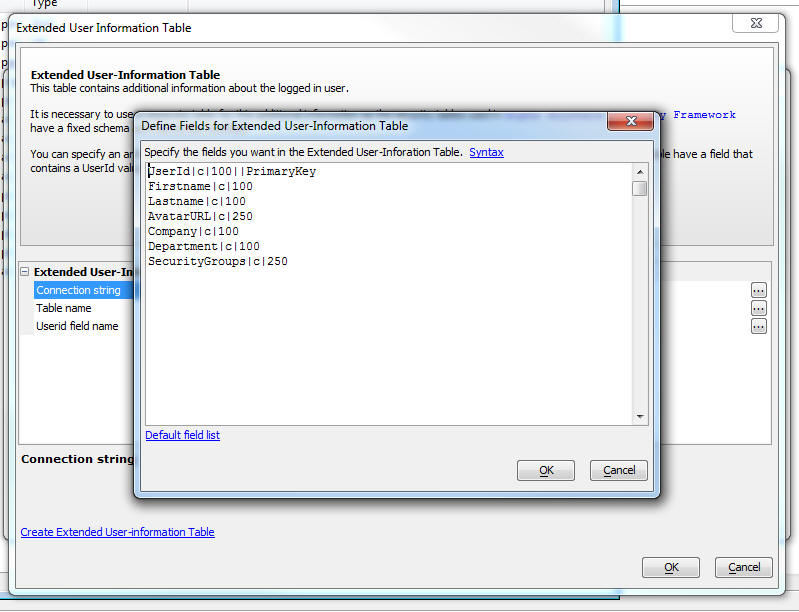 Type
Extended User Information Table
Extended User-Information Table
This table contains additional information about the logged in user.
It is necessary to use
y Framework
have a fixed schema
Define Fields for Extended User-Information Table
You can specify an
le have a field that
contains a UserId
Specify the fields you want in the Extended User-Inforation Table. Syntax
UserId|c|100||PrimaryKey
Firstname|c|100
Lastname|c|100
AvatarURL|c|250
Company|c|100
Department|c|100
SecurityGroups|c|250
Default field list
OK
Cancel
Extended User-In
Connection string
...
Table name
...
Userid field name
...
Connection string
Create Extended User-information Table
OK
Cancel